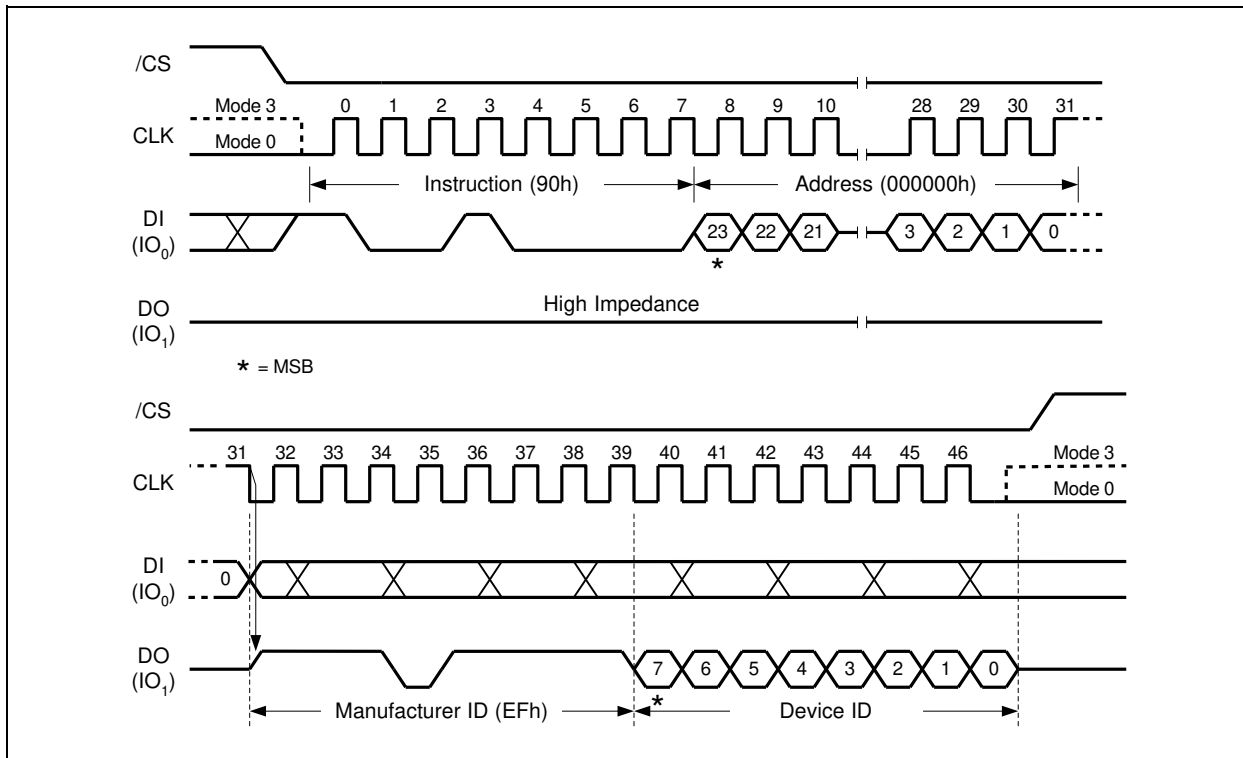 /CS
Mode 3
0 1 2 3 4 5 6 7 8 9 10 28 29 30 31
CLK
Mode 0
Instruction (90h)
Address (000000h)
DI
(IO0)
23 22 21 3 2 1 0
*
DO
(IO1)
High Impedance
* = MSB
/CS
31 32 33 34 35 36 37 38 39 40 41 42 43 44 45 46
Mode 3
CLK
Mode 0
DI
(IO0)
0
DO
(IO1)
7 6 5 4 3 2 1 0
*
Manufacturer ID (EFh)
Device ID